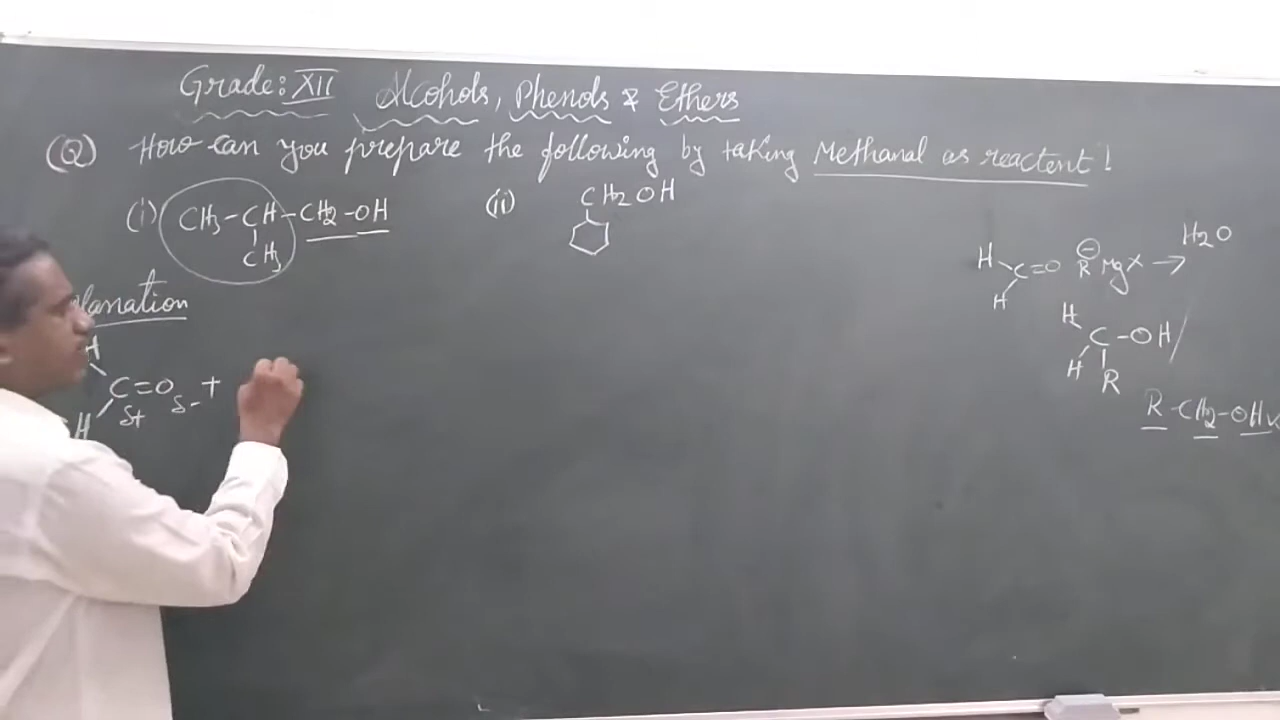 Grade: XII Alcohols, Phenols & Ethers
(Q) How can you prepare the following by taking Methanal as reactent!
(i) CH3-CH-CH2-OH
CH3
(ii) CH2OH
H C=O R⊖ MgX → H2O
H
H C-OH
H R
R-CH2-OH
H
C=O + 
δ+ δ-
H